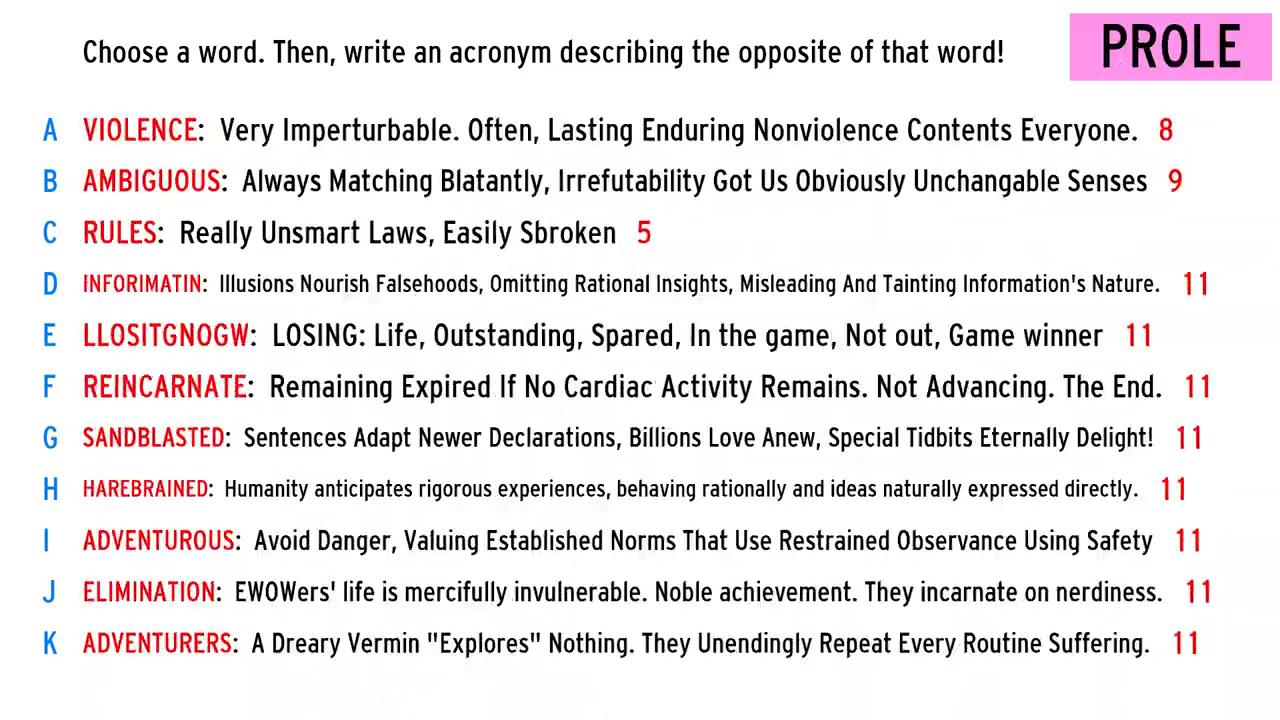 Choose a word. Then, write an acronym describing the opposite of that word!
PROLE
A VIOLENCE: Very Imperturbable. Often, Lasting Enduring Nonviolence Contents Everyone. 8
B AMBIGUOUS: Always Matching Blatantly, Irrefutability Got Us Obviously Unchangable Senses 9
C RULES: Really Unsmart Laws, Easily Sbroken 5
D INFORIMATIN: Illusions Nourish Falsehoods, Omitting Rational Insights, Misleading And Tainting Information's Nature. 11
E LLOSITGNOGW: LOSING: Life, Outstanding, Spared, In the game, Not out, Game winner 11
F REINCARNATE: Remaining Expired If No Cardiac Activity Remains. Not Advancing. The End. 11
G SANDBLASTED: Sentences Adapt Newer Declarations, Billions Love Anew, Special Tidbits Eternally Delight! 11
H HAREBRAINED: Humanity anticipates rigorous experiences, behaving rationally and ideas naturally expressed directly. 11
I ADVENTUROUS: Avoid Danger, Valuing Established Norms That Use Restrained Observance Using Safety 11
J ELIMINATION: EWOWers' life is mercifully invulnerable. Noble achievement. They incarnate on nerdiness. 11
K ADVENTURERS: A Dreary Vermin "Explores" Nothing. They Unendingly Repeat Every Routine Suffering. 11